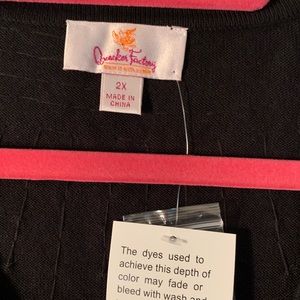 Quacker Factory
2X
MADE IN
CHINA
The dyes used to
achieve this depth of
color may fade or
bleed with wash and